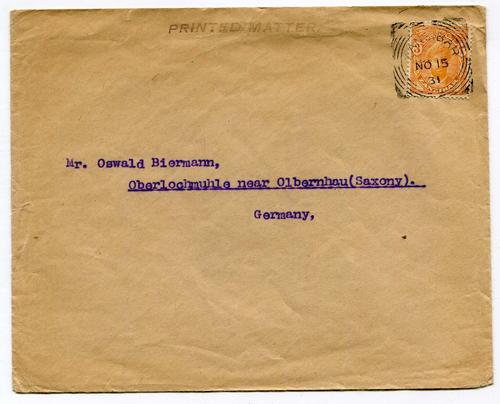 PRINTED MATTER
NO 15
31
Mr. Oswald Biermann,
Oberlochmuhle near Olbernhau(Saxony).
Germany,